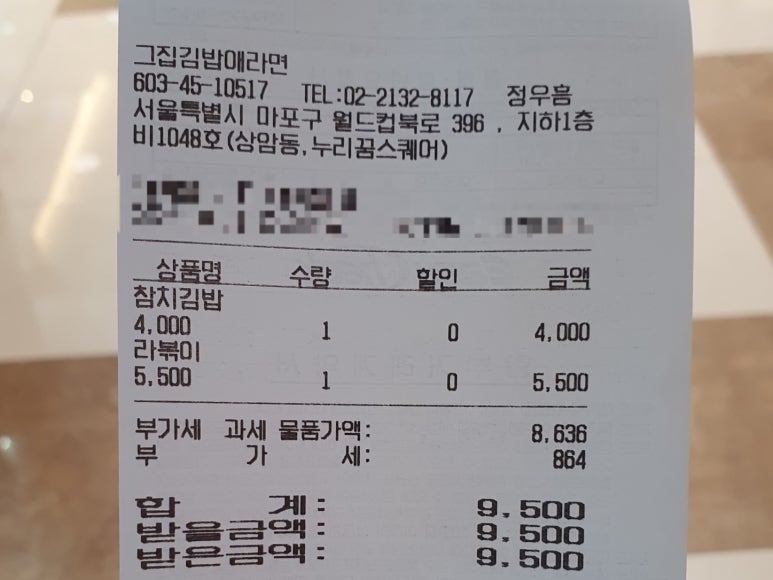 그집김밥애라면
603-45-10517 TEL:02-2132-8117 정우흠
서울특별시 마포구 월드컵북로 396 , 지하1층
비1048호(상암동,누리꿈스퀘어)
상품명 수량 할인 금액
참치김밥
4,000 1 0 4,000
라볶이
5,500 1 0 5,500
부가세 과세 물품가액: 8,636
부 가 세: 864
합 계: 9,500
받을금액: 9,500
받은금액: 9,500